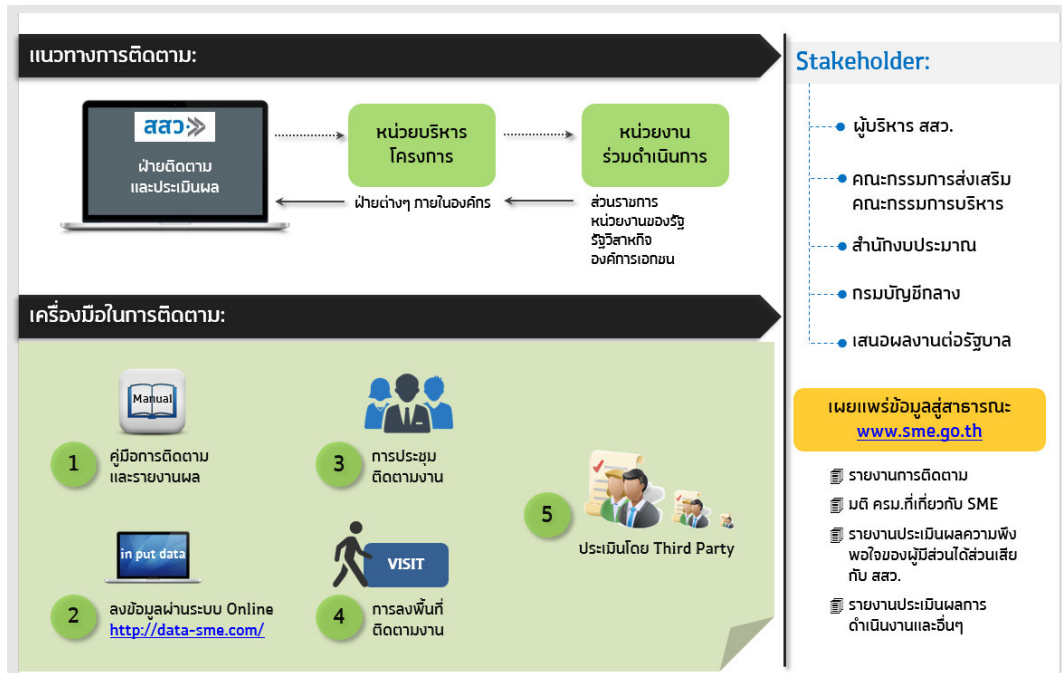 แนวทางการติดตาม:
สสว
ฝ่ายติดตาม
และประเมินผล
หน่วยบริหาร
โครงการ
หน่วยงาน
ร่วมดำเนินการ
ฝ่ายต่างๆ ภายในองค์กร
ส่วนราชการ
หน่วยงานของรัฐ
รัฐวิสาหกิจ
องค์การเอกชน
เครื่องมือในการติดตาม:
Manual
1
คู่มือการติดตาม
และรายงานผล
in put data
2
ลงข้อมูลผ่านระบบ Online
http://data-sme.com/
3
การประชุม
ติดตามงาน
VISIT
4
การลงพื้นที่
ติดตามงาน
5
ประเมินโดย Third Party
Stakeholder:
ผู้บริหาร สสว.
คณะกรรมการส่งเสริม
คณะกรรมการบริหาร
สำนักงบประมาณ
กรมบัญชีกลาง
เสนอผลงานต่อรัฐบาล
เผยแพร่ข้อมูลสู่สาธารณะ
www.sme.go.th
รายงานการติดตาม
มติ ครม.ที่เกี่ยวกับ SME
รายงานประเมินผลความพึง
พอใจของผู้มีส่วนได้ส่วนเสีย
กับ สสว.
รายงานประเมินผลการ
ดำเนินงานและอื่นๆ